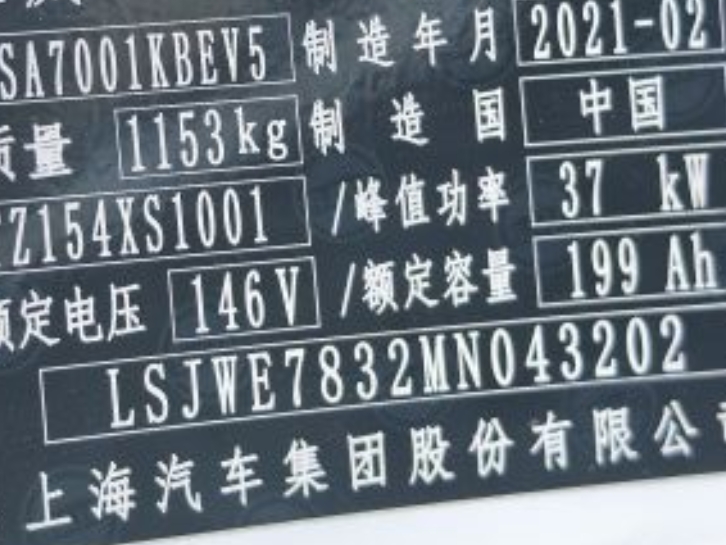 SA7001KBEV5 制造年月 2021-02
质量 1153kg 制造国 中国
TZ154XS1001 /峰值功率 37 kW
额定电压 146V /额定容量 199 Ah
LSJWE7832MN043202
上海汽车集团股份有限公司